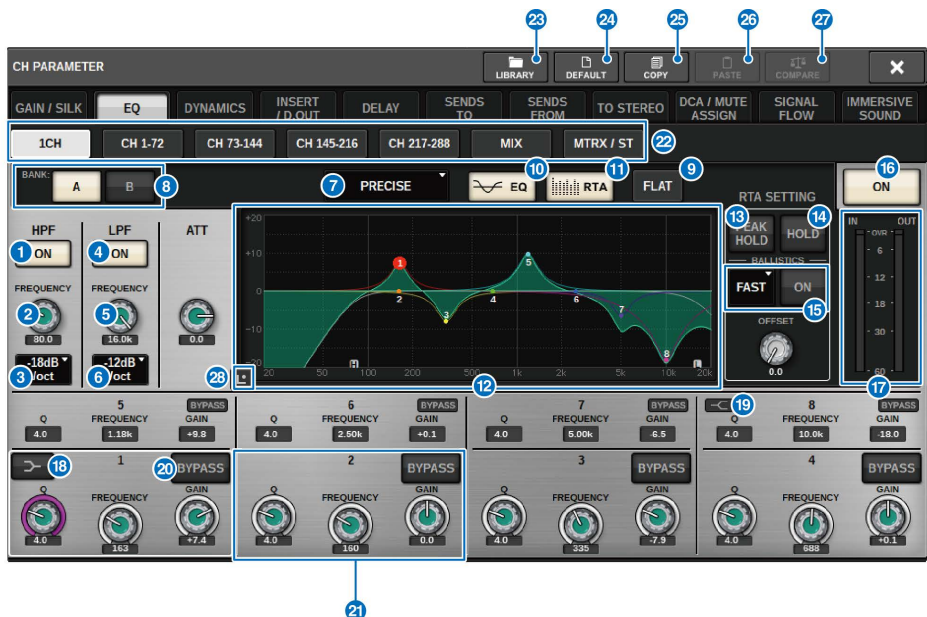 23 24 25 26 27
CH PARAMETER LIBRARY DEFAULT COPY PASTE COMPARE ×
GAIN / SILK EQ DYNAMICS INSERT / D.OUT DELAY SENDS TO SENDS FROM TO STEREO DCA / MUTE ASSIGN SIGNAL FLOW IMMERSIVE SOUND
1CH CH 1-72 CH 73-144 CH 145-216 CH 217-288 MIX MTRX / ST 22
BANK: A B 8 7 PRECISE 10 EQ 11 RTA 9 FLAT 16 ON
RTA SETTING
HPF LPF ATT
1 ON 4 ON
13 PEAK HOLD 14 HOLD
BALLISTICS
FAST ON 15
OFFSET
0.0
IN OUT
OVR
6
12
18
30
60
17
FREQUENCY FREQUENCY
2 5
80.0 16.0k 0.0
-18dB /oct -12dB /oct
3 6
+20
+10
0
-10
-20
1 2 3 4 5 6 7 8
H L
20 50 100 200 500 1k 2k 5k 10k 20k
28 12
5 BYPASS 6 BYPASS 7 BYPASS 19 8 BYPASS
Q FREQUENCY GAIN Q FREQUENCY GAIN Q FREQUENCY GAIN Q FREQUENCY GAIN
4.0 1.18k +9.8 4.0 2.50k +0.1 4.0 5.00k -6.5 4.0 10.0k -18.0
18 1 20 BYPASS 2 BYPASS 3 BYPASS 4 BYPASS
Q FREQUENCY GAIN Q FREQUENCY GAIN Q FREQUENCY GAIN Q FREQUENCY GAIN
4.0 163 +7.4 4.0 160 0.0 4.0 335 -7.9 4.0 688 +0.1
21